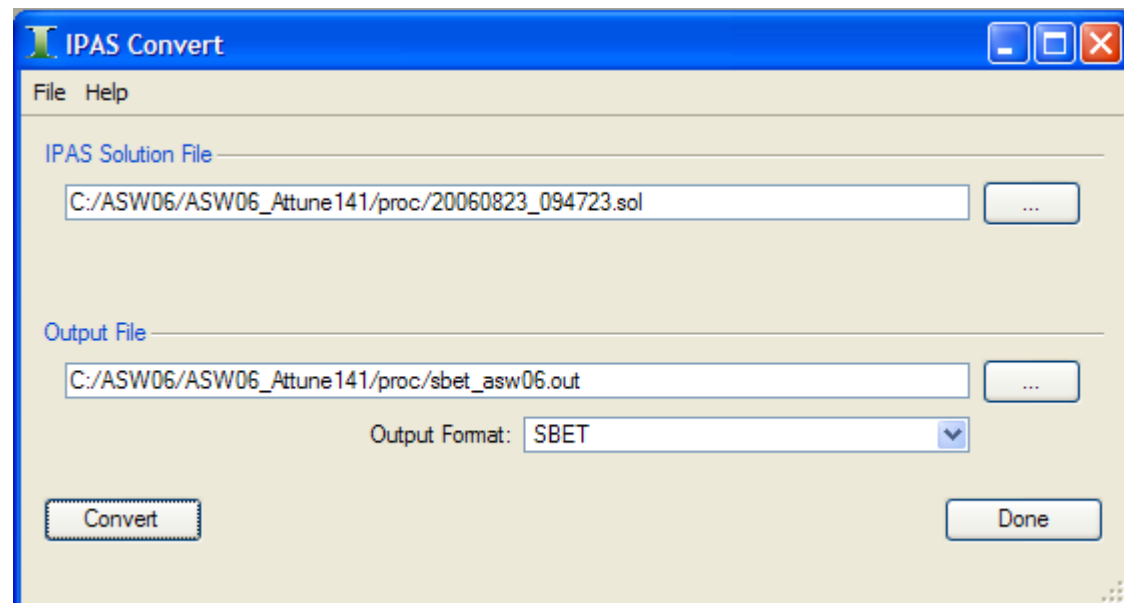 IPAS Convert
File Help
IPAS Solution File
C:/ASW06/ASW06_Attune141/proc/20060823_094723.sol
...
Output File
C:/ASW06/ASW06_Attune141/proc/sbet_asw06.out
...
Output Format: SBET
Convert Done